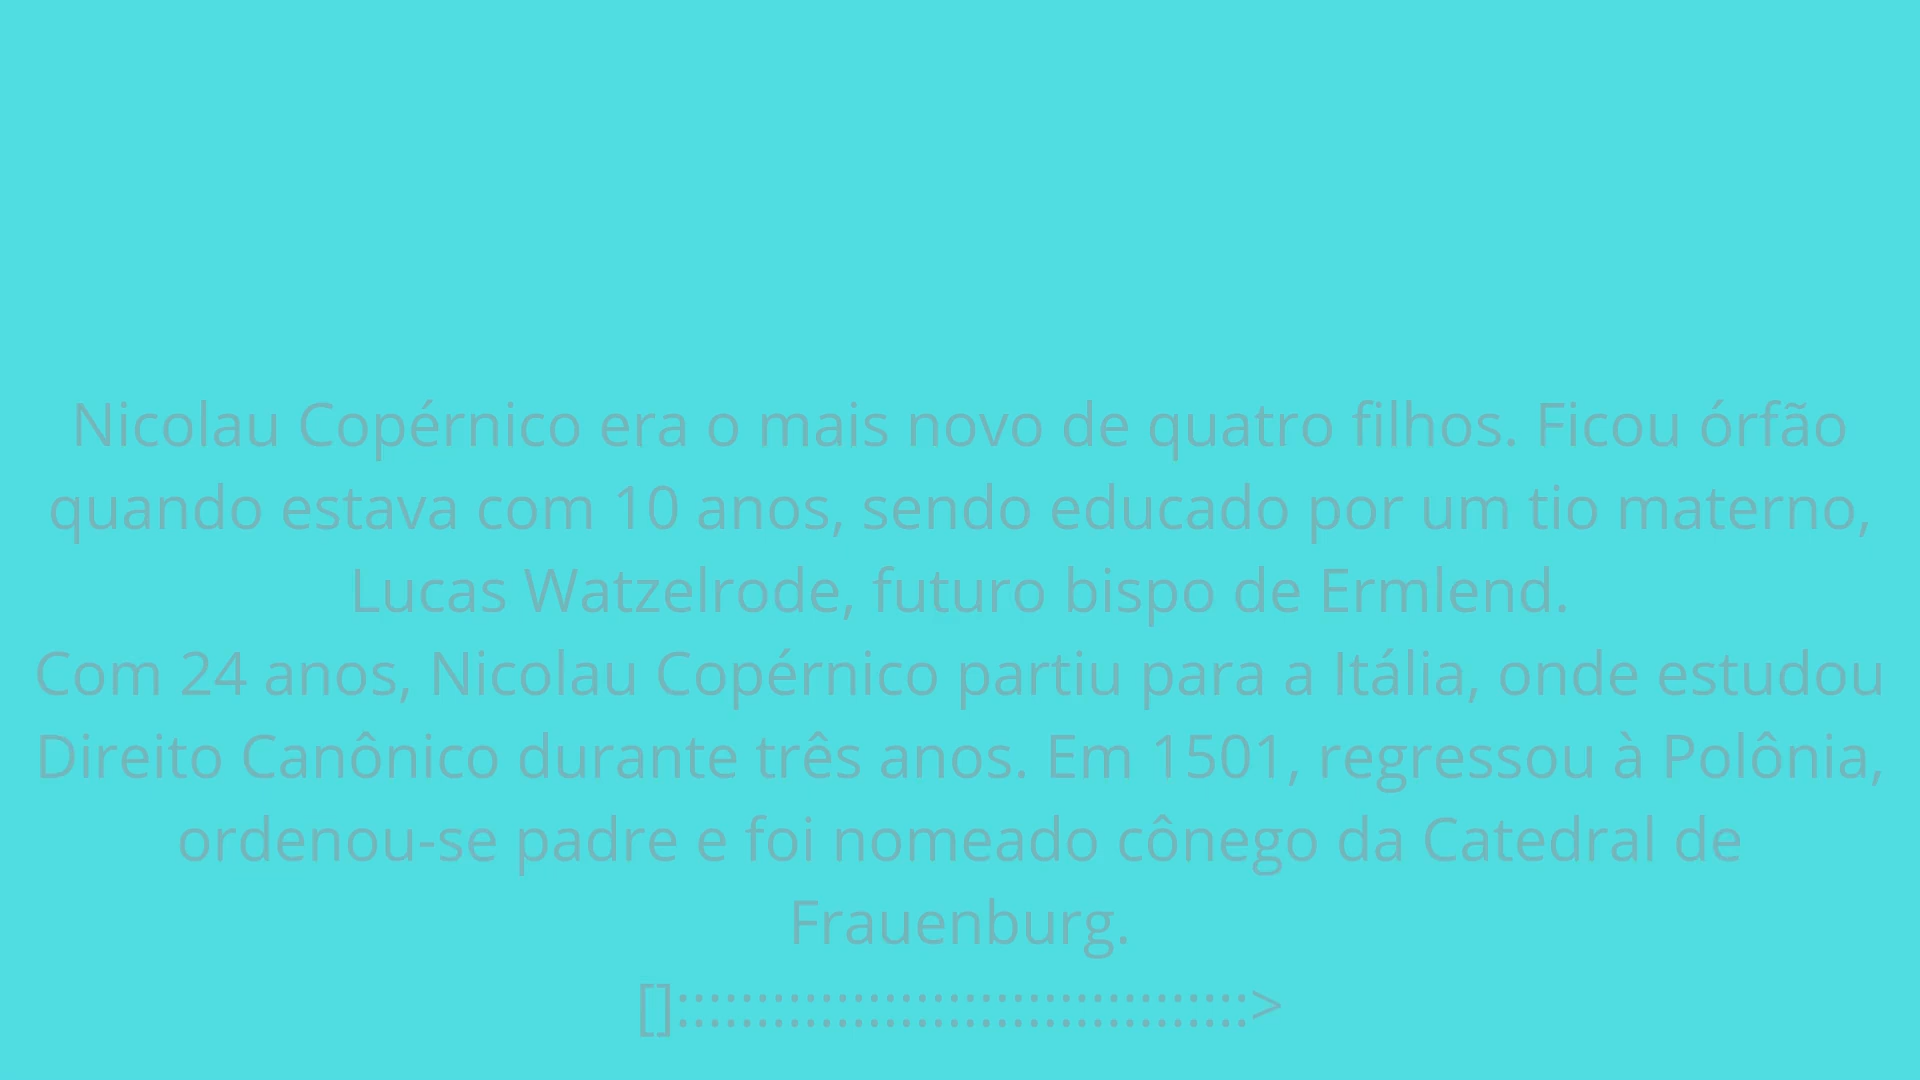 Nicolau Copérnico era o mais novo de quatro filhos. Ficou órfão
quando estava com 10 anos, sendo educado por um tio materno,
Lucas Watzelrode, futuro bispo de Ermlend.
Com 24 anos, Nicolau Copérnico partiu para a Itália, onde estudou
Direito Canônico durante três anos. Em 1501, regressou à Polônia,
ordenou-se padre e foi nomeado cônego da Catedral de
Frauenburg.
[]::::::::::::::::::::::::::::::::::::>